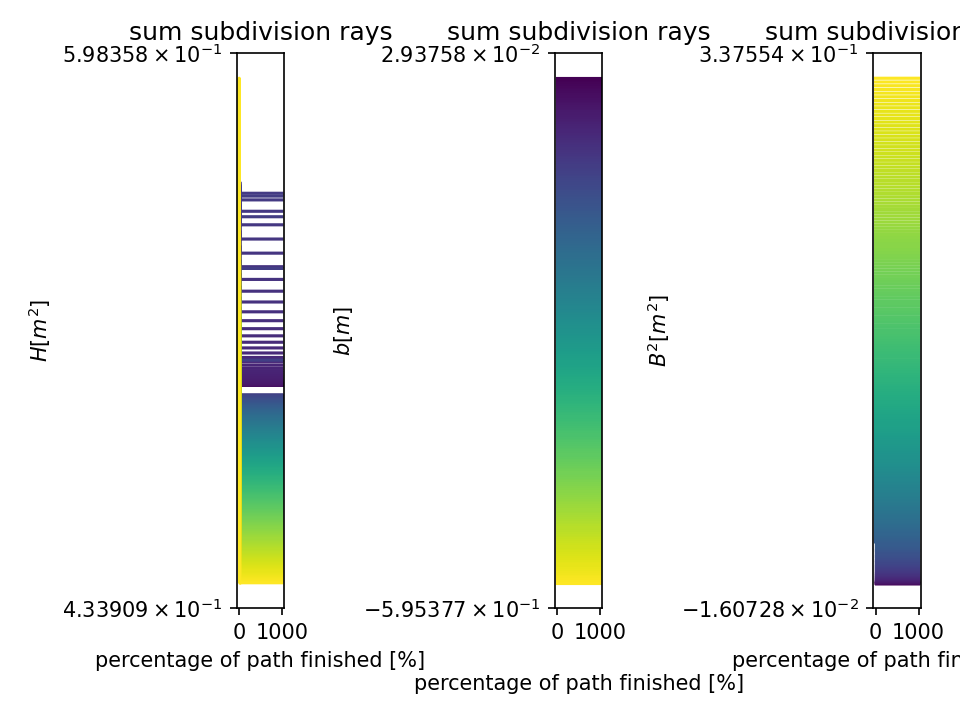 sum subdivision rays
sum subdivision rays
sum subdivision
5.98358 × 10⁻¹
2.93758 × 10⁻²
3.37554 × 10⁻¹
H[m²]
b[m]
B²[m²]
4.33909 × 10⁻¹
−5.95377 × 10⁻¹
−1.60728 × 10⁻²
0 1000
0 1000
0 1000
percentage of path finished [%]
percentage of path fin
percentage of path finished [%]